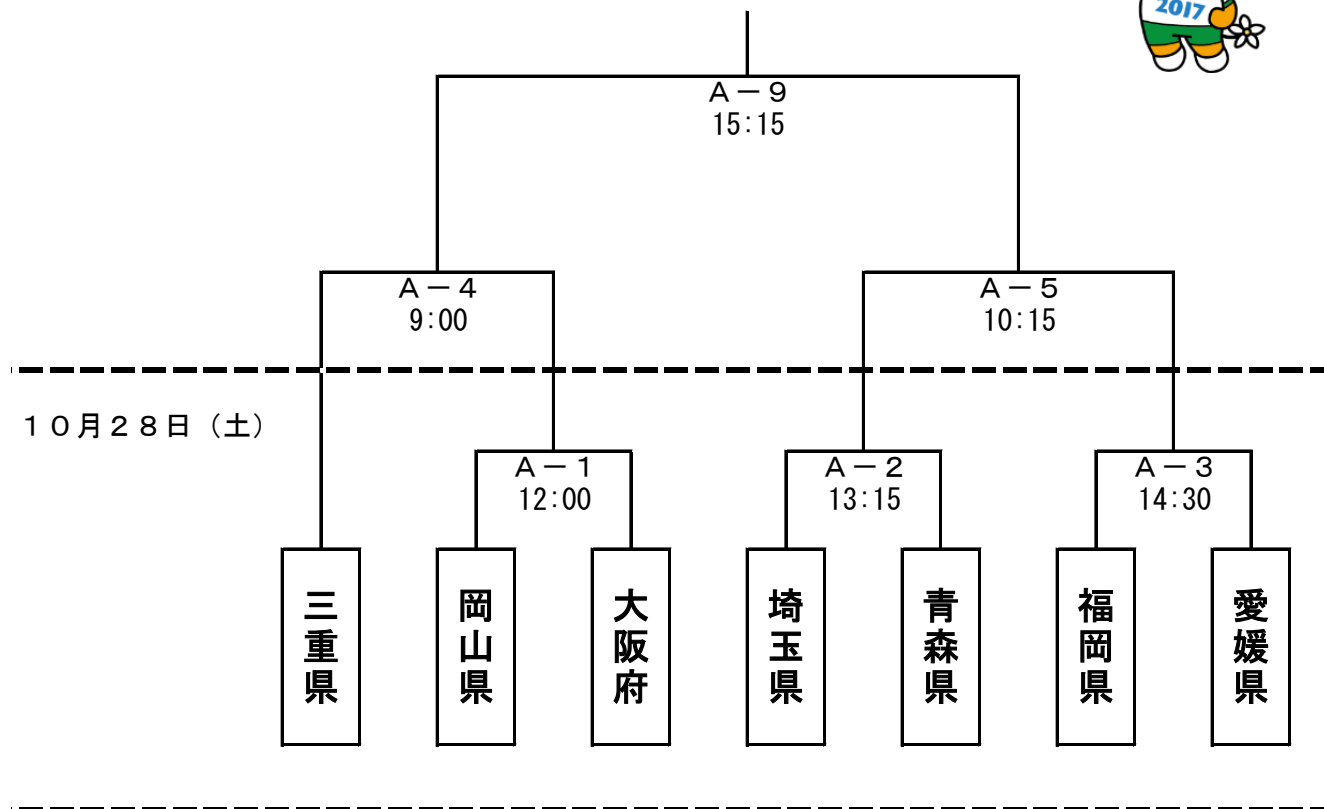 2017
Ａ－９
15:15
Ａ－４
9:00
Ａ－５
10:15
１０月２８日（土）
Ａ－１
12:00
Ａ－２
13:15
Ａ－３
14:30
三重県
岡山県
大阪府
埼玉県
青森県
福岡県
愛媛県